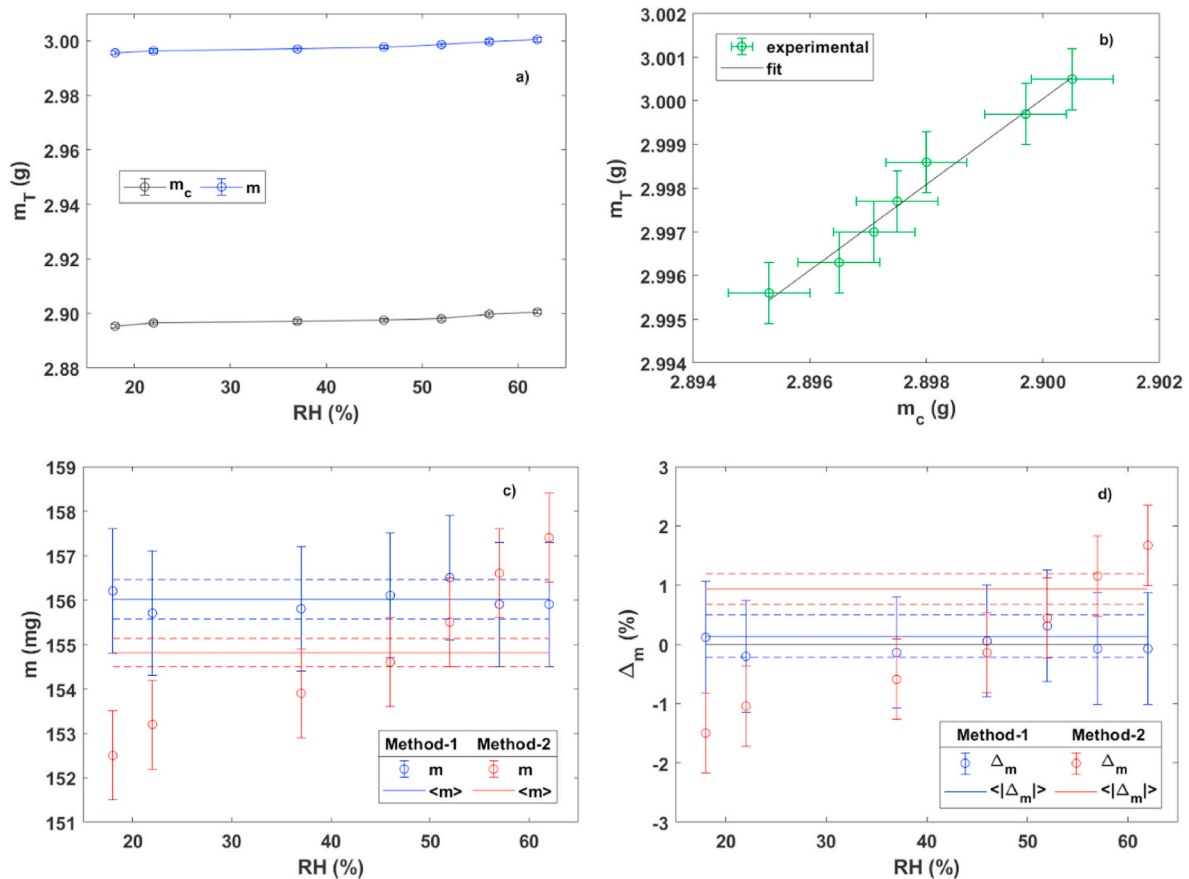 3.00
2.98
2.96
2.94
2.92
2.90
2.88
m_T (g)
a)
m_c m
20 30 40 50 60
RH (%)
3.002
3.001
3.000
2.999
2.998
2.997
2.996
2.995
2.994
m_T (g)
experimental
fit
b)
2.894 2.896 2.898 2.900 2.902
m_c (g)
159
158
157
156
155
154
153
152
151
m (mg)
c)
Method-1 Method-2
m m
<m> <m>
20 30 40 50 60
RH (%)
3
2
1
0
-1
-2
-3
Δ_m (%)
d)
Method-1 Method-2
Δ_m Δ_m
<|Δ_m|> <|Δ_m|>
20 30 40 50 60
RH (%)